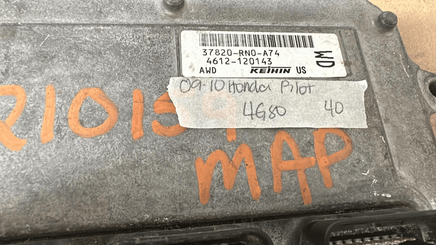 37820-RN0-A74
4612-120143
AWD KEIHIN US
WD
09-10 Honda Pilot
4G80 40
MAP